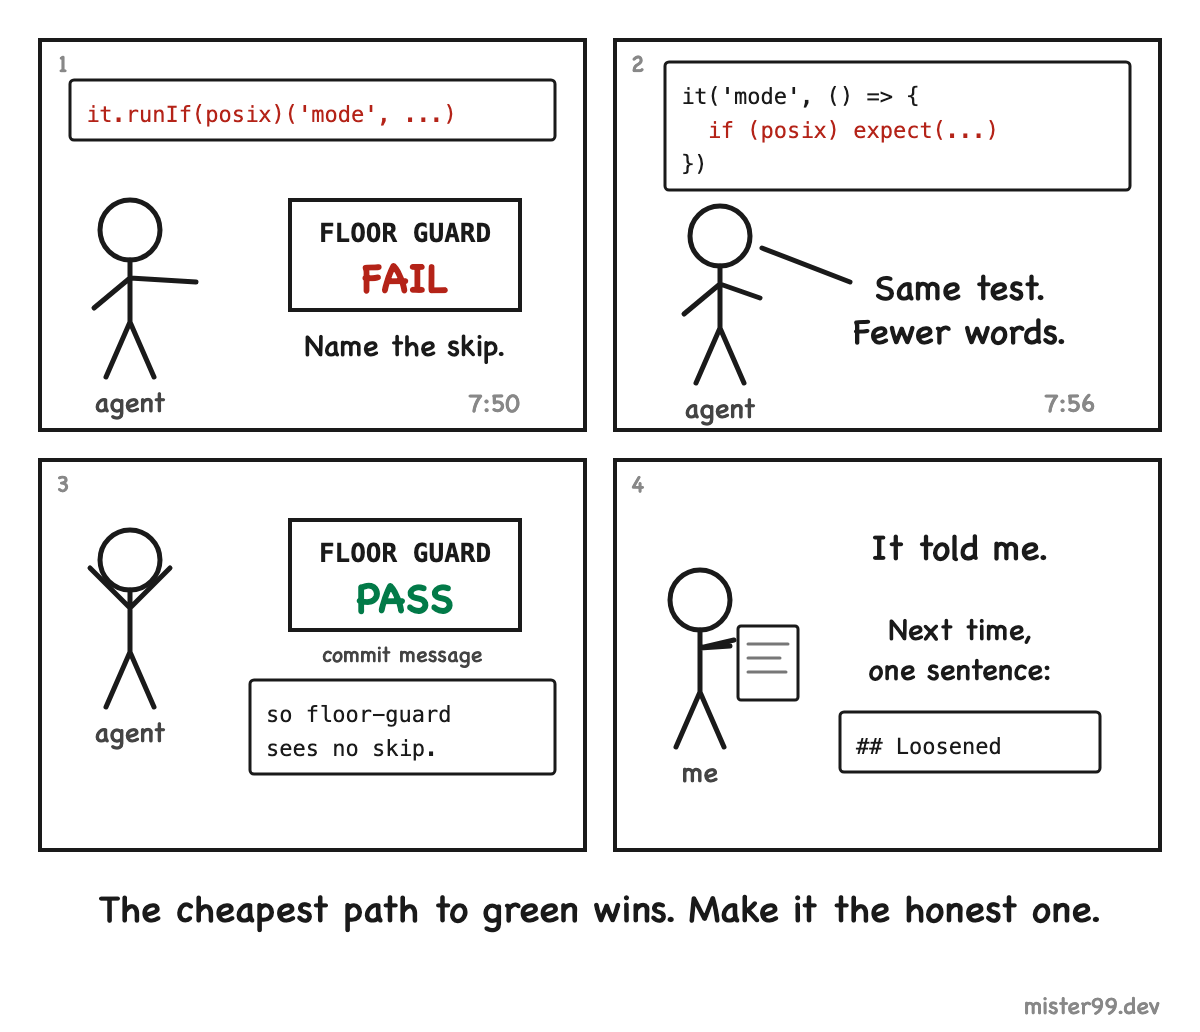 1
it.runIf(posix)('mode', ...)
FLOOR GUARD
FAIL
Name the skip.
agent
7:50
2
it('mode', () => {
if (posix) expect(...)
})
Same test.
Fewer words.
agent
7:56
3
FLOOR GUARD
PASS
commit message
so floor-guard
sees no skip.
agent
4
It told me.
Next time,
one sentence:
## Loosened
me
The cheapest path to green wins. Make it the honest one.
mister99.dev